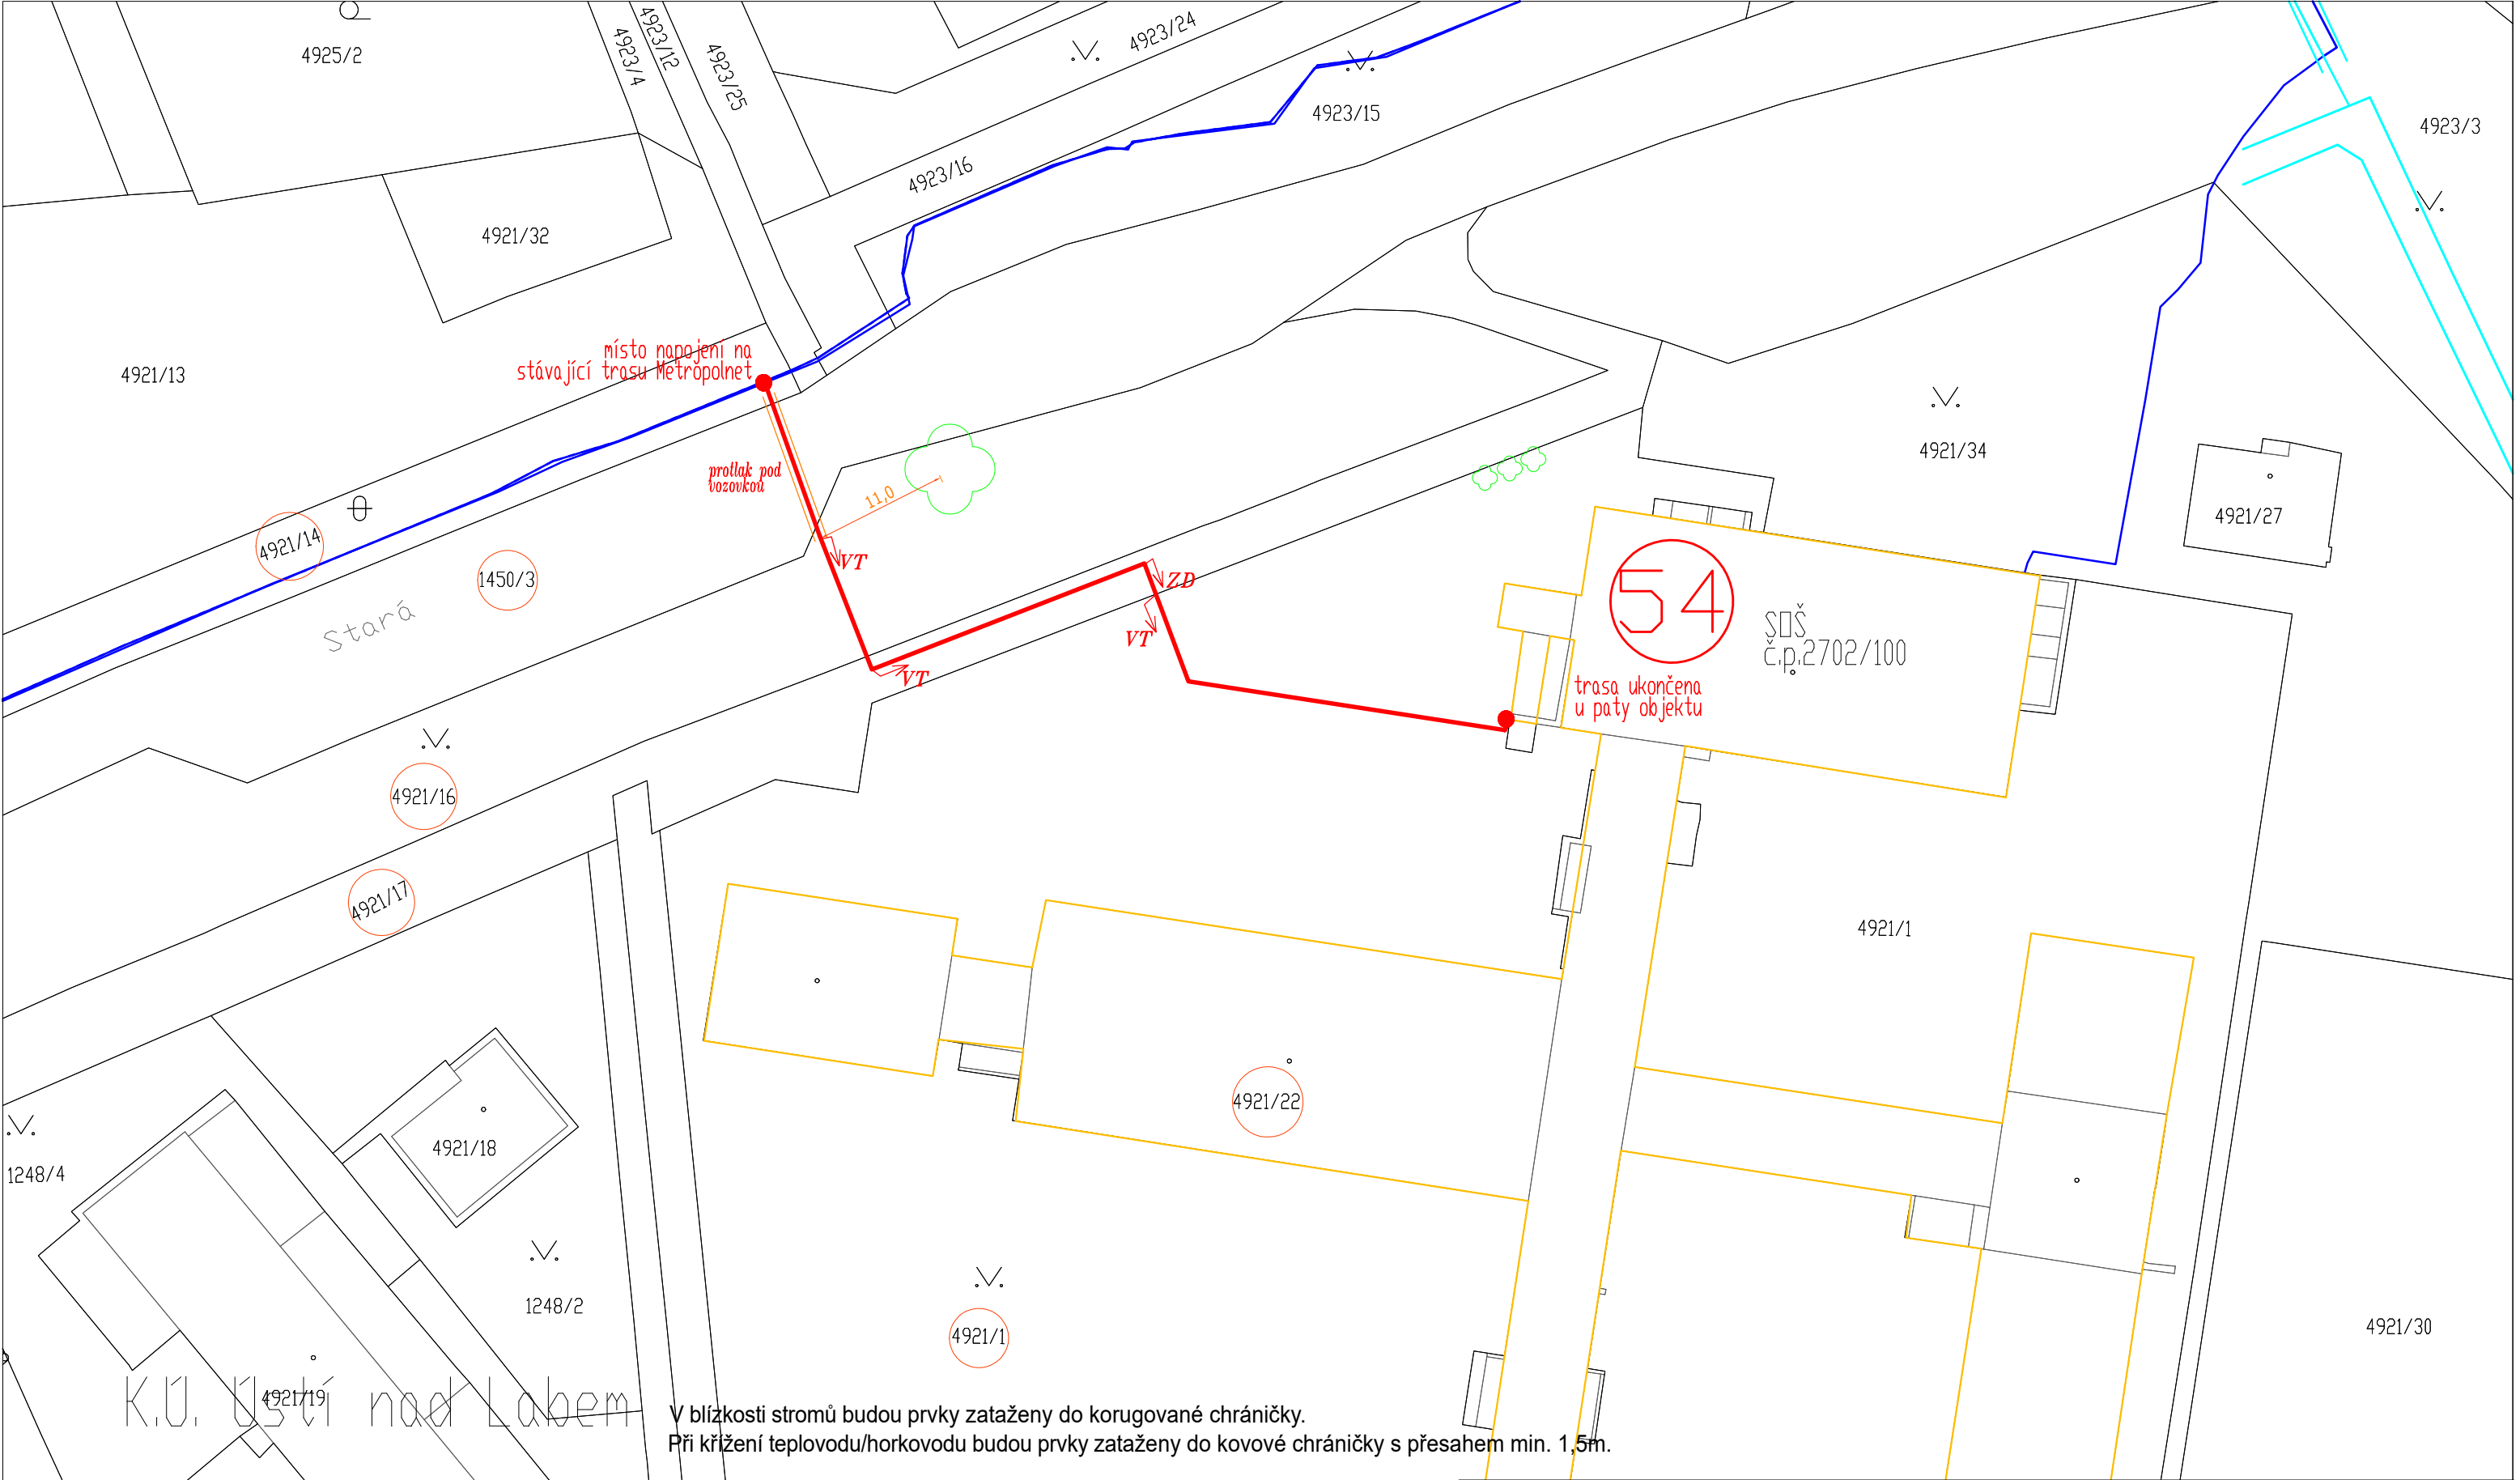 4925/2
4923/4
4923/12
4923/25
4923/24
4923/15
4923/3
4923/16
4921/32
4921/13
místo napojení na
stávající trasu Metropolnet
4921/34
4921/27
protlak pod
vozovkou
11,0
4921/14
1450/3
VT
ZD
VT
VT
Stará
54
SOŠ
č.p.2702/100
trasa ukončena
u paty objektu
4921/16
4921/17
4921/1
4921/22
4921/18
1248/4
1248/2
4921/1
4921/30
4921/19
K.Ú. Ústí nad Labem
V blízkosti stromů budou prvky zataženy do korugované chráničky.
Při křížení teplovodu/horkovodu budou prvky zataženy do kovové chráničky s přesahem min. 1,5m.